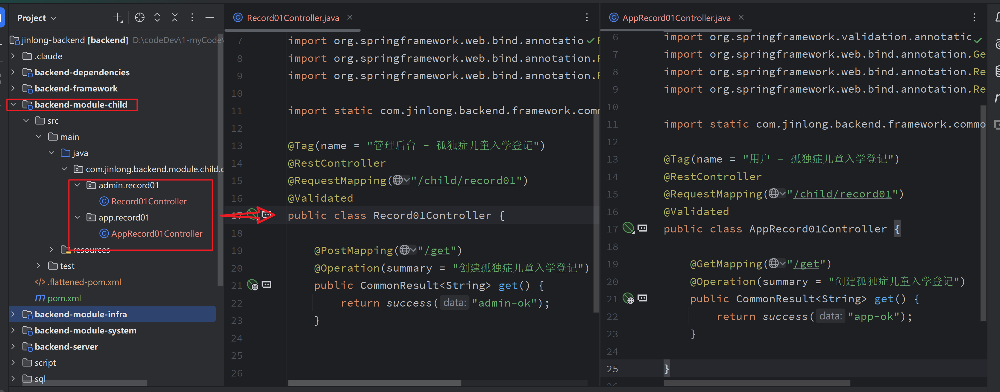 Project
jinlong-backend [backend] D:\codeDev\1-myCode\
.claude
backend-dependencies
backend-framework
backend-module-child
src
main
java
com.jinlong.backend.module.child.c
admin.record01
Record01Controller
app.record01
AppRecord01Controller
resources
test
.flattened-pom.xml
pom.xml
backend-module-infra
backend-module-system
backend-server
script
sql
Record01Controller.java
7 import org.springframework.web.bind.annotatio
8 import org.springframework.web.bind.annotation.
9 import org.springframework.web.bind.annotation.
10
11 import static com.jinlong.backend.framework.com
12
13 @Tag(name = "管理后台 - 孤独症儿童入学登记")
14 @RestController
15 @RequestMapping("/child/record01")
16 @Validated
17 public class Record01Controller {
18
19 @PostMapping("/get")
20 @Operation(summary = "创建孤独症儿童入学登记")
21 public CommonResult<String> get() {
22 return success( data: "admin-ok");
23 }
24
25
26
AppRecord01Controller.java
6 import org.springframework.validation.annotatic
7 import org.springframework.web.bind.annotation.Ge
8 import org.springframework.web.bind.annotation.Re
9 import org.springframework.web.bind.annotation.Re
10
11 import static com.jinlong.backend.framework.commo
12
13 @Tag(name = "用户 - 孤独症儿童入学登记")
14 @RestController
15 @RequestMapping("/child/record01")
16 @Validated
17 public class AppRecord01Controller {
18
19 @GetMapping("/get")
20 @Operation(summary = "创建孤独症儿童入学登记")
21 public CommonResult<String> get() {
22 return success( data: "app-ok");
23 }
24
25 }
26